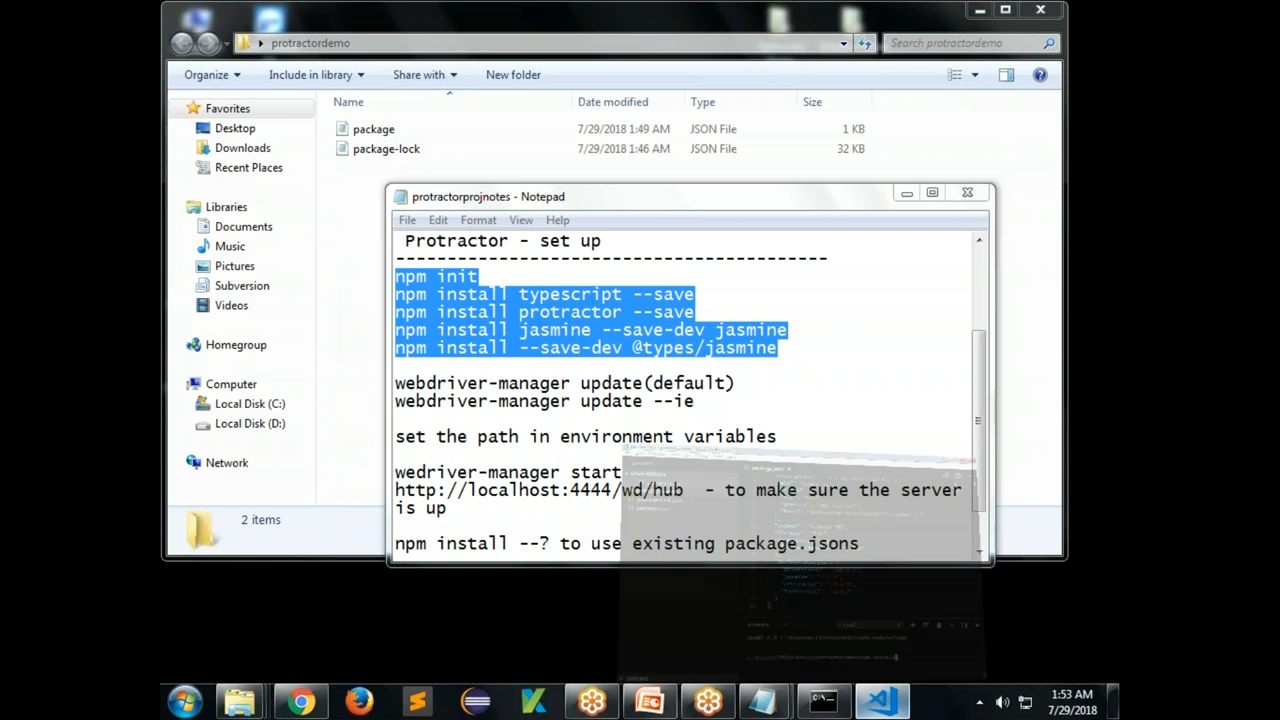 protractordemo
Search protractordemo
Organize
Include in library
Share with
New folder
Name
Date modified
Type
Size
Favorites
Desktop
Downloads
Recent Places
Libraries
Documents
Music
Pictures
Subversion
Videos
Homegroup
Computer
Local Disk (C:)
Local Disk (D:)
Network
package
7/29/2018 1:49 AM
JSON File
1 KB
package-lock
7/29/2018 1:46 AM
JSON File
32 KB
protractorprojnotes - Notepad
File Edit Format View Help
Protractor - set up
------------------------------------------
npm init
npm install typescript --save
npm install protractor --save
npm install jasmine --save-dev jasmine
npm install --save-dev @types/jasmine
webdriver-manager update(default)
webdriver-manager update --ie
set the path in environment variables
wedriver-manager start
http://localhost:4444/wd/hub - to make sure the server
is up
npm install --? to use existing package.jsons
2 items
1:53 AM
7/29/2018